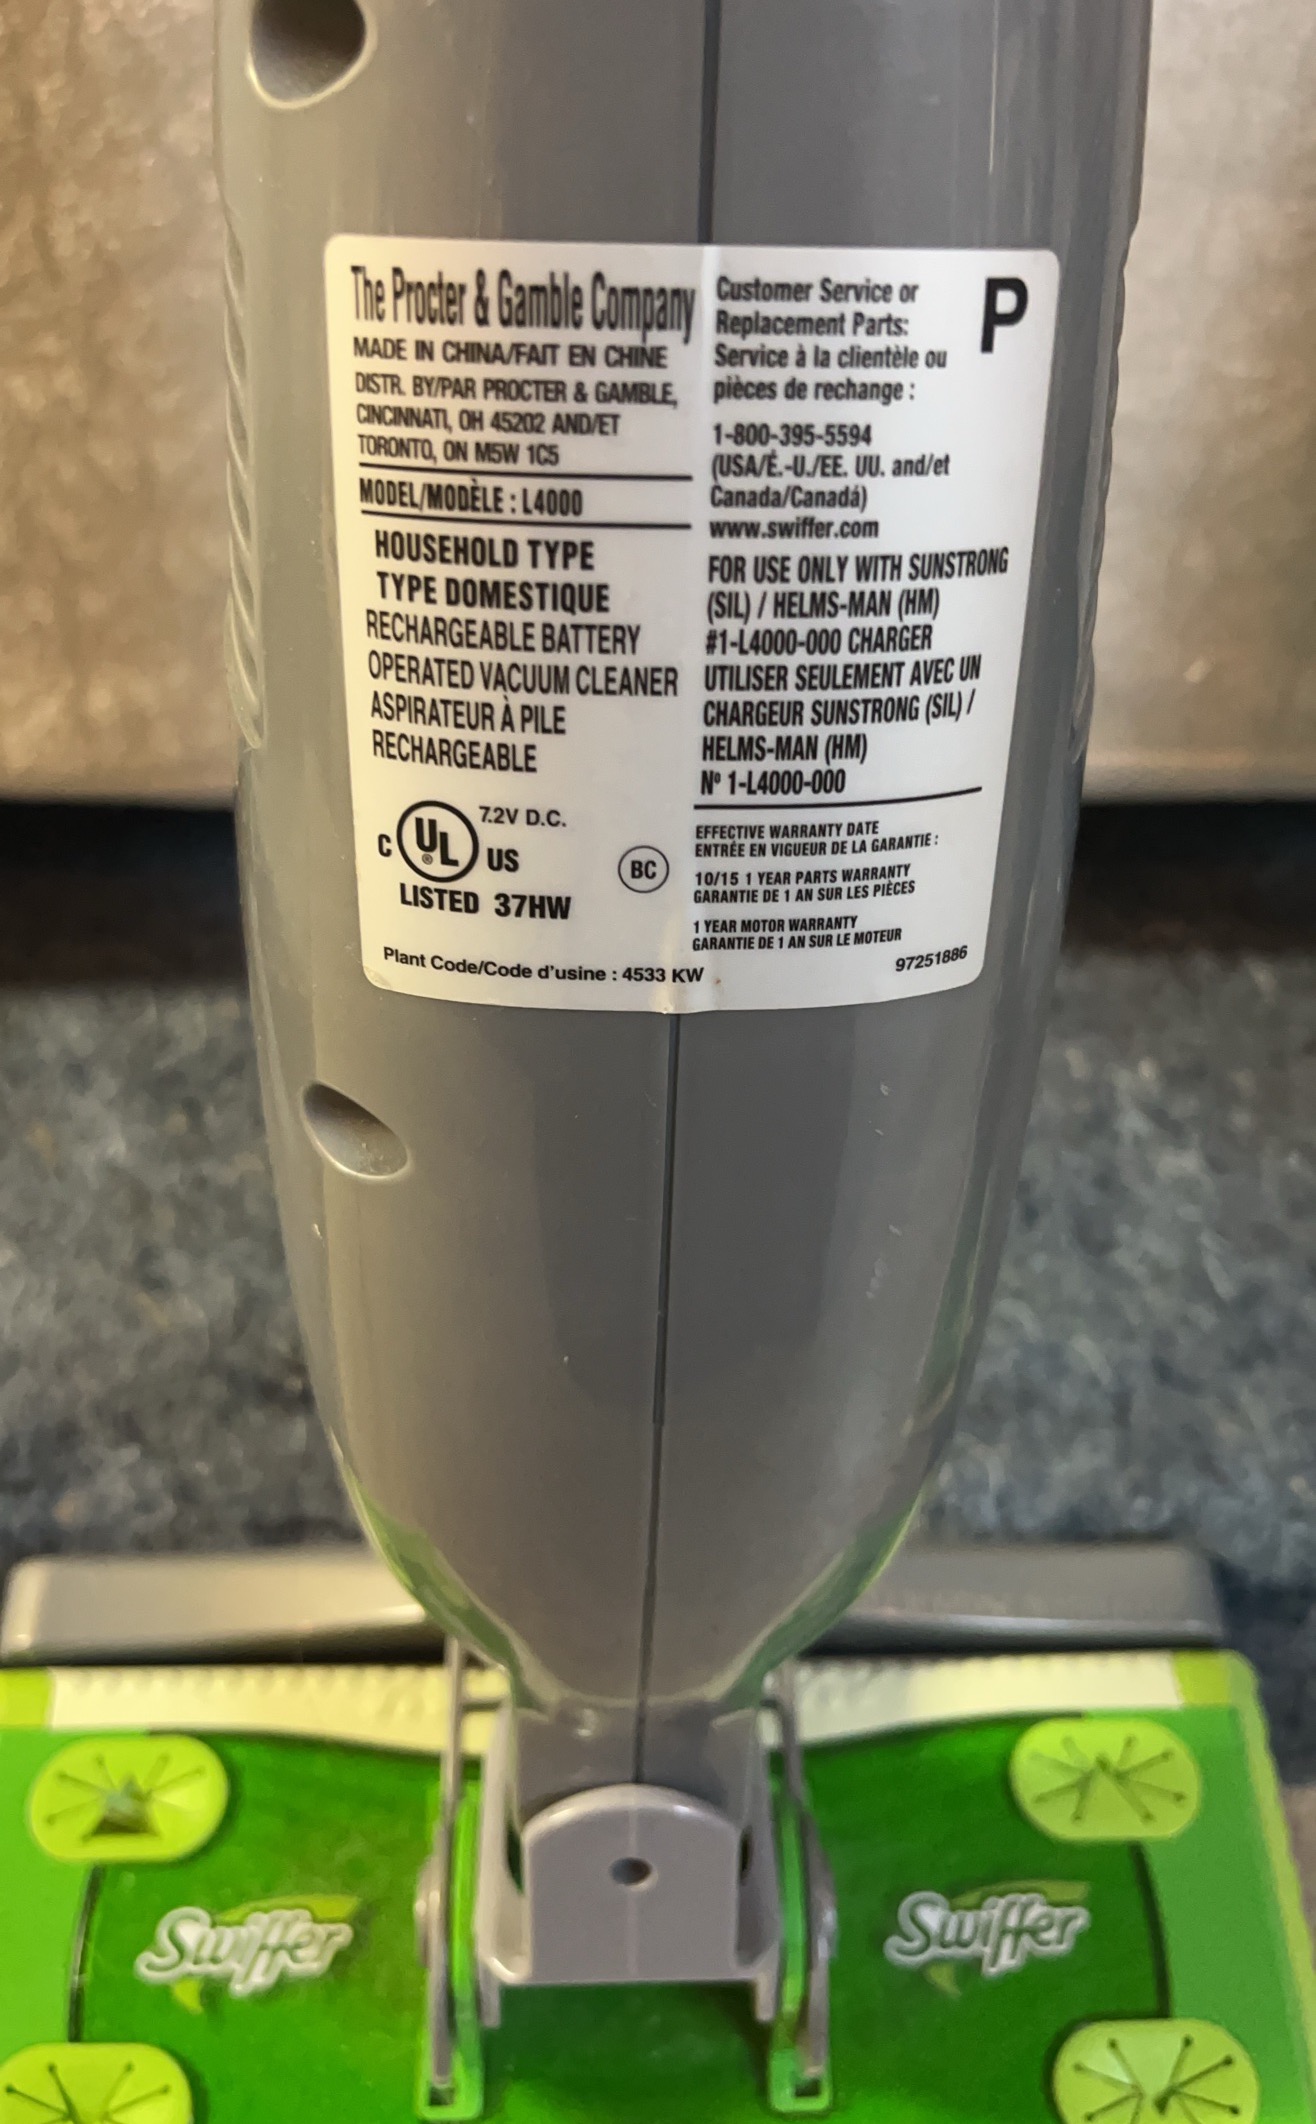 The Procter & Gamble Company
MADE IN CHINA/FAIT EN CHINE
DISTR. BY/PAR PROCTER & GAMBLE,
CINCINNATI, OH 45202 AND/ET
TORONTO, ON M5W 1C5
MODEL/MODÈLE : L4000
HOUSEHOLD TYPE
TYPE DOMESTIQUE
RECHARGEABLE BATTERY
OPERATED VACUUM CLEANER
ASPIRATEUR À PILE
RECHARGEABLE
7.2V D.C.
C UL ® US
LISTED 37HW
BC
Plant Code/Code d'usine : 4533 KW
Customer Service or
Replacement Parts:
Service à la clientèle ou
pièces de rechange :
P
1-800-395-5594
(USA/É.-U./EE. UU. and/et
Canada/Canadá)
www.swiffer.com
FOR USE ONLY WITH SUNSTRONG
(SIL) / HELMS-MAN (HM)
#1-L4000-000 CHARGER
UTILISER SEULEMENT AVEC UN
CHARGEUR SUNSTRONG (SIL) /
HELMS-MAN (HM)
Nº 1-L4000-000
EFFECTIVE WARRANTY DATE
ENTRÉE EN VIGUEUR DE LA GARANTIE :
10/15 1 YEAR PARTS WARRANTY
GARANTIE DE 1 AN SUR LES PIÈCES
1 YEAR MOTOR WARRANTY
GARANTIE DE 1 AN SUR LE MOTEUR
97251886
Swiffer
Swiffer